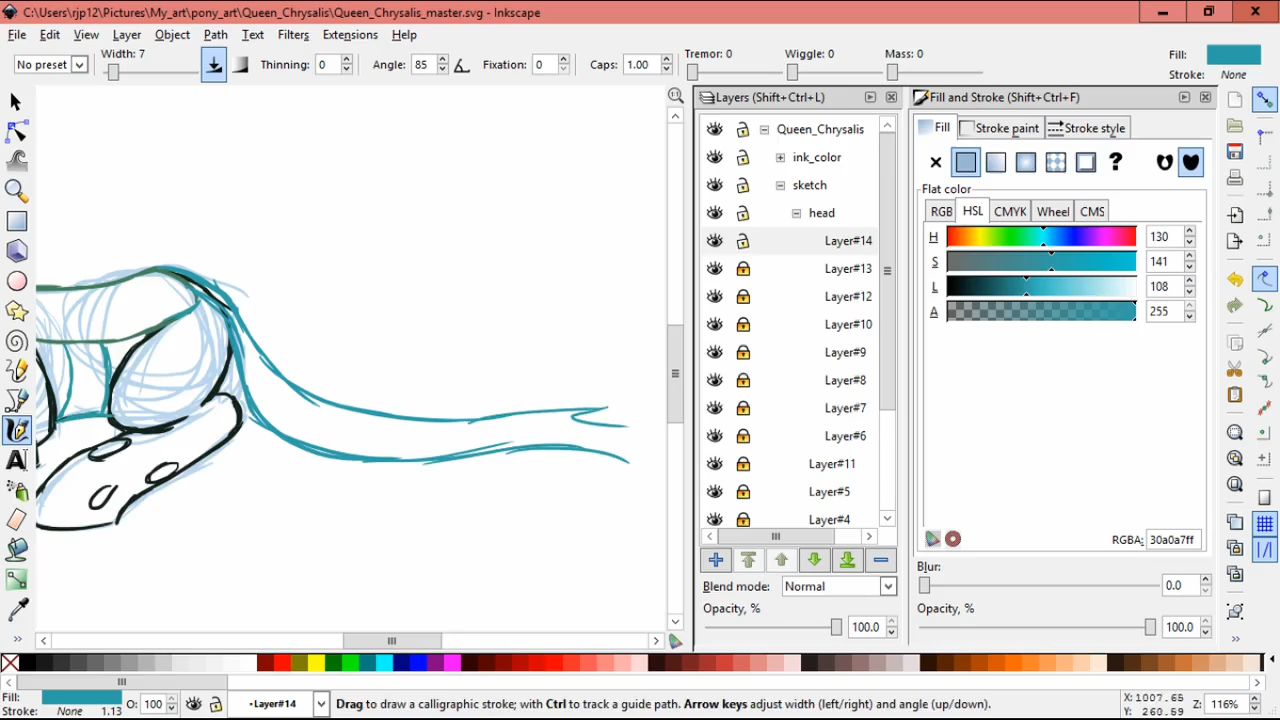 C:\Users\rjp12\Pictures\My_art\pony_art\Queen_Chrysalis\Queen_Chrysalis_master.svg - Inkscape
File Edit View Layer Object Path Text Filters Extensions Help
No preset Width: 7 Thinning: 0 Angle: 85 Fixation: 0 Caps: 1.00 Tremor: 0 Wiggle: 0 Mass: 0 Fill:
Stroke: None
Layers (Shift+Ctrl+L)
Queen_Chrysalis
ink_color
sketch
head
Layer#14
Layer#13
Layer#12
Layer#10
Layer#9
Layer#8
Layer#7
Layer#6
Layer#11
Layer#5
Layer#4
Blend mode: Normal
Opacity, % 100.0
Fill and Stroke (Shift+Ctrl+F)
Fill Stroke paint Stroke style
?
Flat color
RGB HSL CMYK Wheel CMS
H 130
S 141
L 108
A 255
RGBA: 30a0a7ff
Blur:
0.0
Opacity, %
100.0
A
1:1
Fill:
Stroke: None 1.13 O: 100 •Layer#14 Drag to draw a calligraphic stroke; with Ctrl to track a guide path. Arrow keys adjust width (left/right) and angle (up/down). X:1007.65
Y: 260.59 Z: 116%